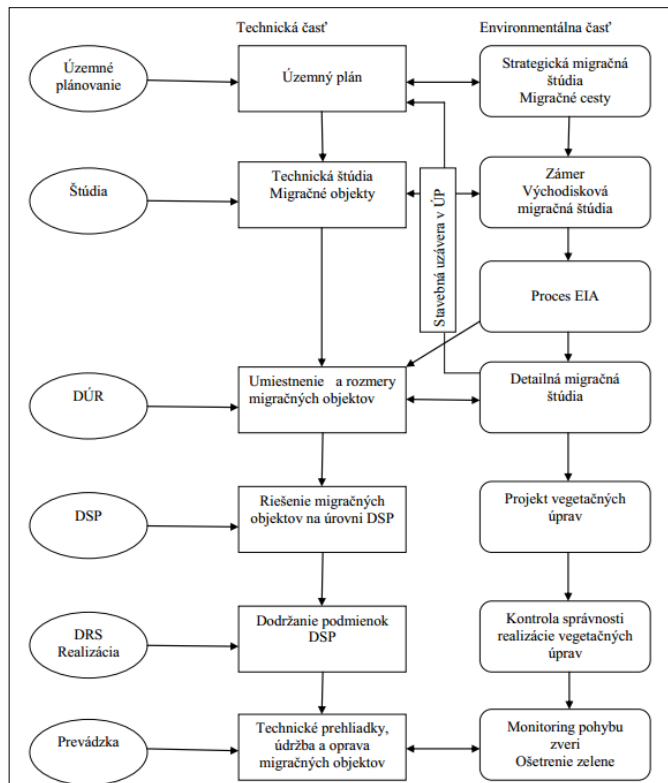 Technická časť
Environmentálna časť
Územné
plánovanie
Územný plán
Strategická migračná
štúdia
Migračné cesty
Štúdia
Technická štúdia
Migračné objekty
Stavebná uzávera v ÚP
Zámer
Východisková
migračná štúdia
Proces EIA
DÚR
Umiestnenie a rozmery
migračných objektov
Detailná migračná
štúdia
DSP
Riešenie migračných
objektov na úrovni DSP
Projekt vegetačných
úprav
DRS
Realizácia
Dodržanie podmienok
DSP
Kontrola správnosti
realizácie vegetačných
úprav
Prevádzka
Technické prehliadky,
údržba a oprava
migračných objektov
Monitoring pohybu
zveri
Ošetrenie zelene